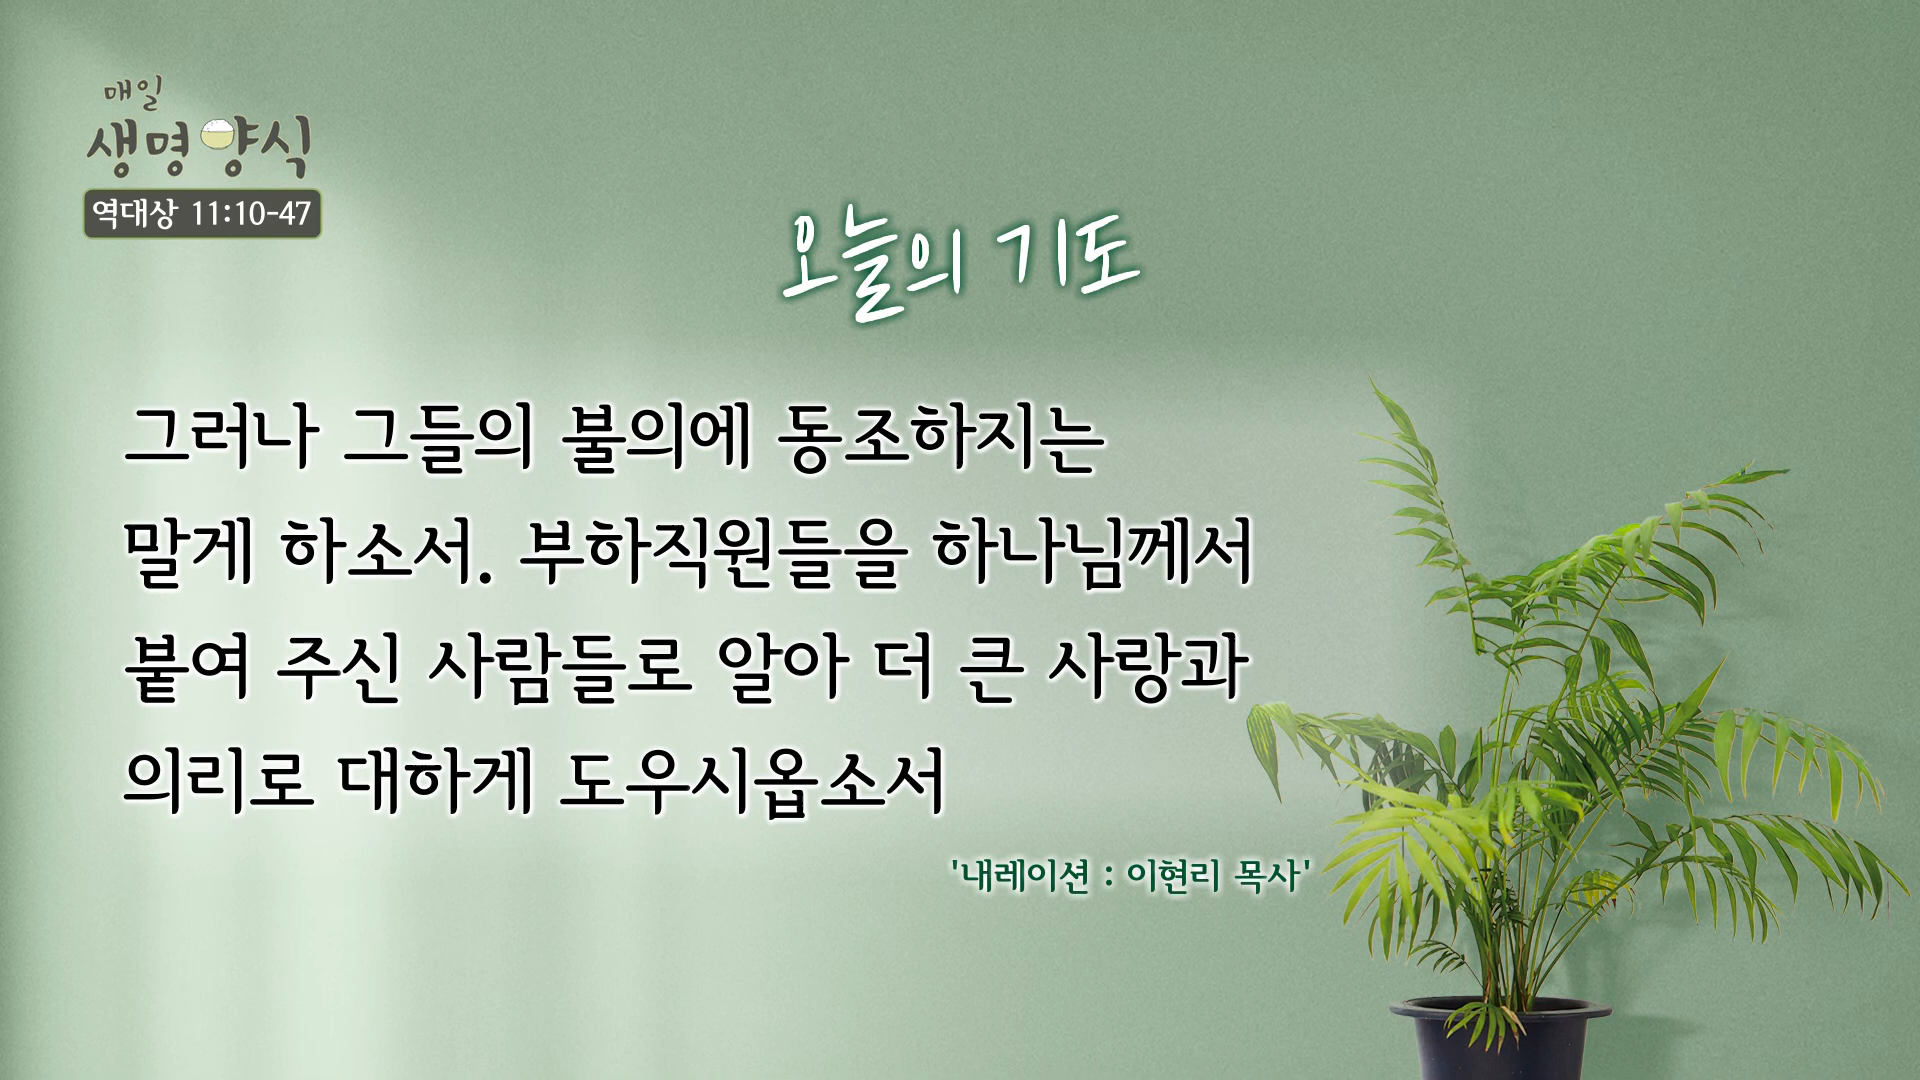 매일
생명양식
역대상 11:10-47
오늘의 기도
그러나 그들의 불의에 동조하지는
말게 하소서. 부하직원들을 하나님께서
붙여 주신 사람들로 알아 더 큰 사랑과
의리로 대하게 도우시옵소서
'내레이션 : 이현리 목사'